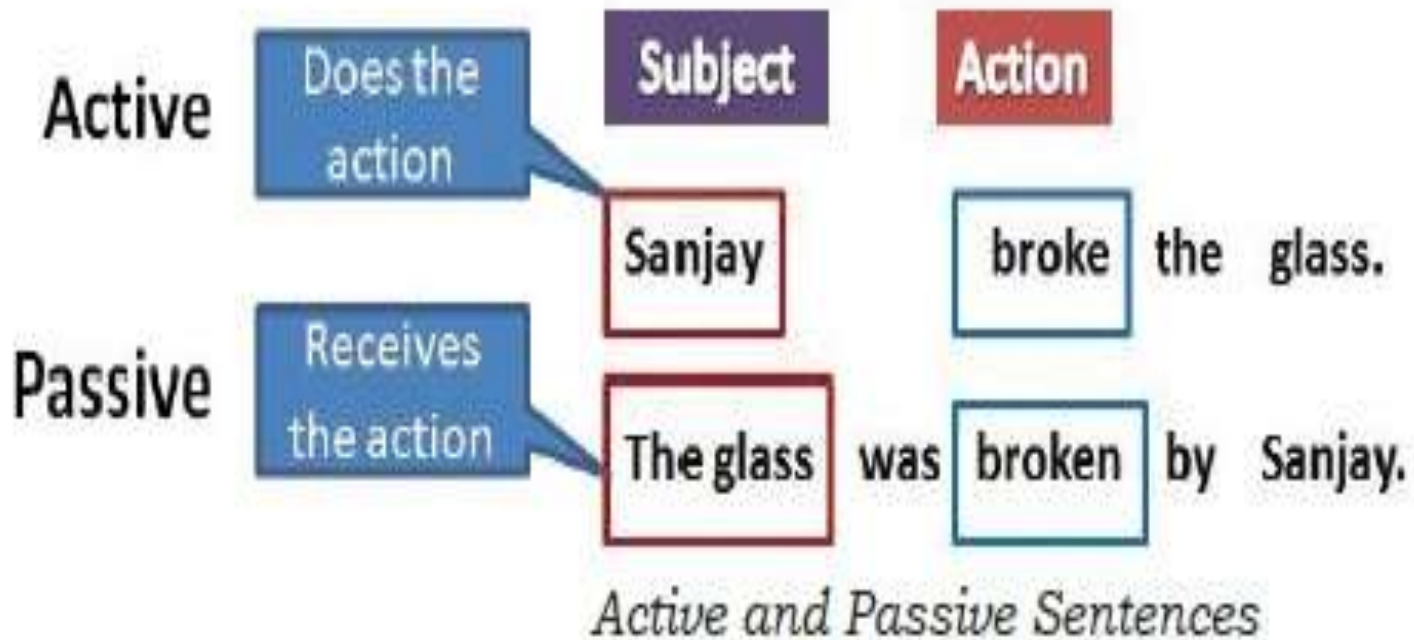 Subject Action
Active
Does the
action
Sanjay broke the glass.
Passive
Receives
the action
The glass was broken by Sanjay.
Active and Passive Sentences